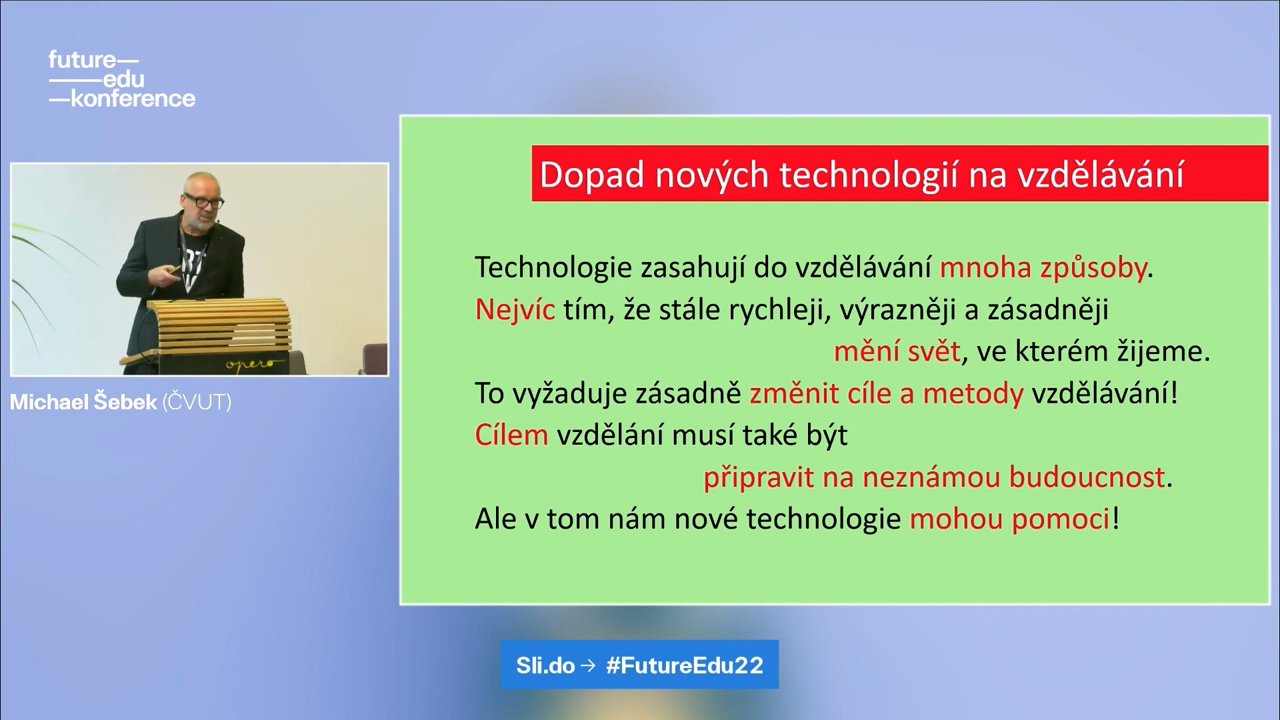 future—
——edu
—konference
Michael Šebek (ČVUT)
opero
Dopad nových technologií na vzdělávání
Technologie zasahují do vzdělávání mnoha způsoby.
Nejvíc tím, že stále rychleji, výrazněji a zásadněji
mění svět, ve kterém žijeme.
To vyžaduje zásadně změnit cíle a metody vzdělávání!
Cílem vzdělání musí také být
připravit na neznámou budoucnost.
Ale v tom nám nové technologie mohou pomoci!
Sli.do → #FutureEdu22